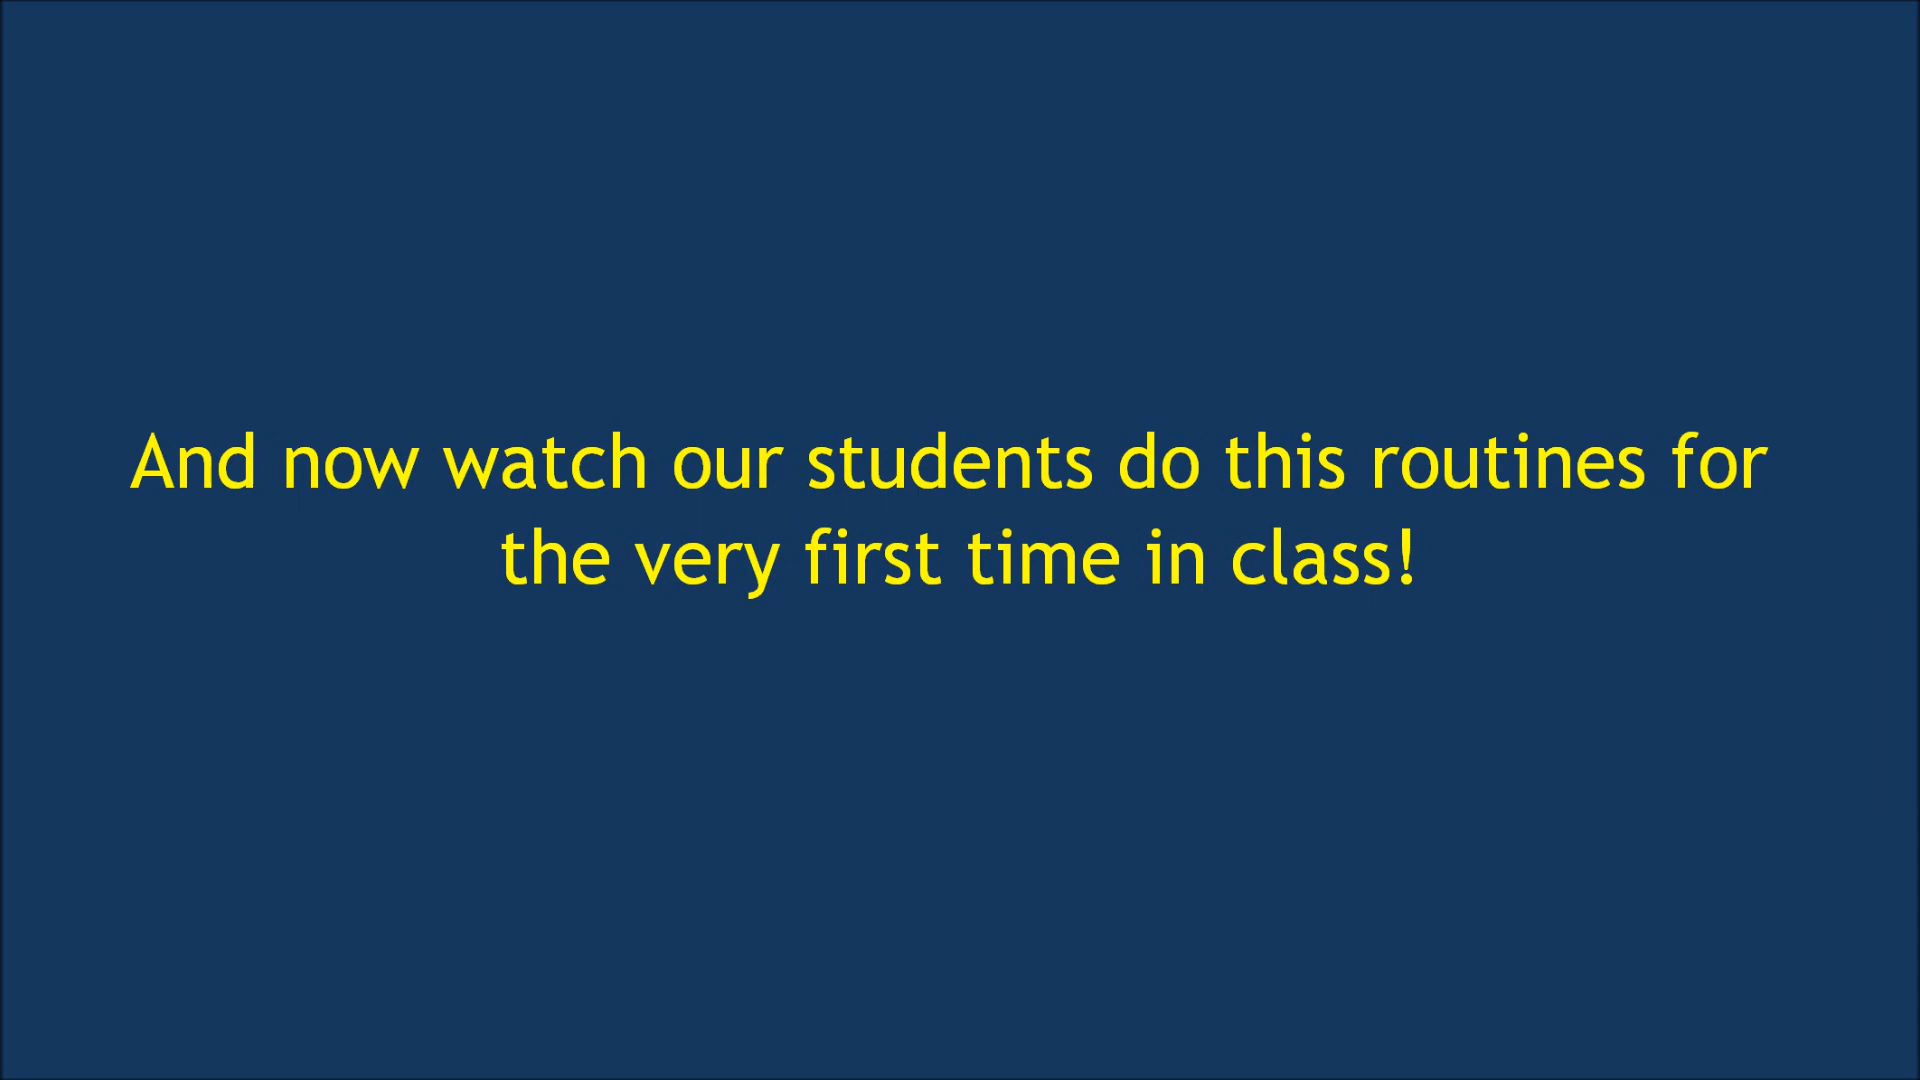 And now watch our students do this routines for
the very first time in class!